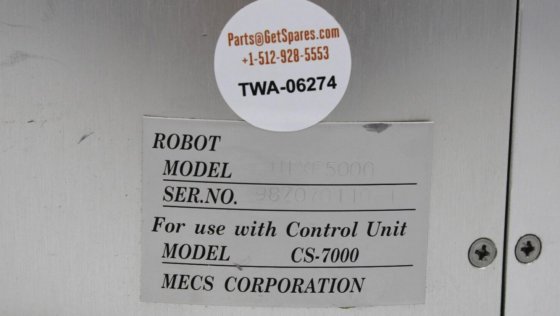 Parts@GetSpares.com
+1-512-928-5553
TWA-06274
ROBOT
MODEL
SER.NO.
For use with Control Unit
MODEL CS-7000
MECS CORPORATION